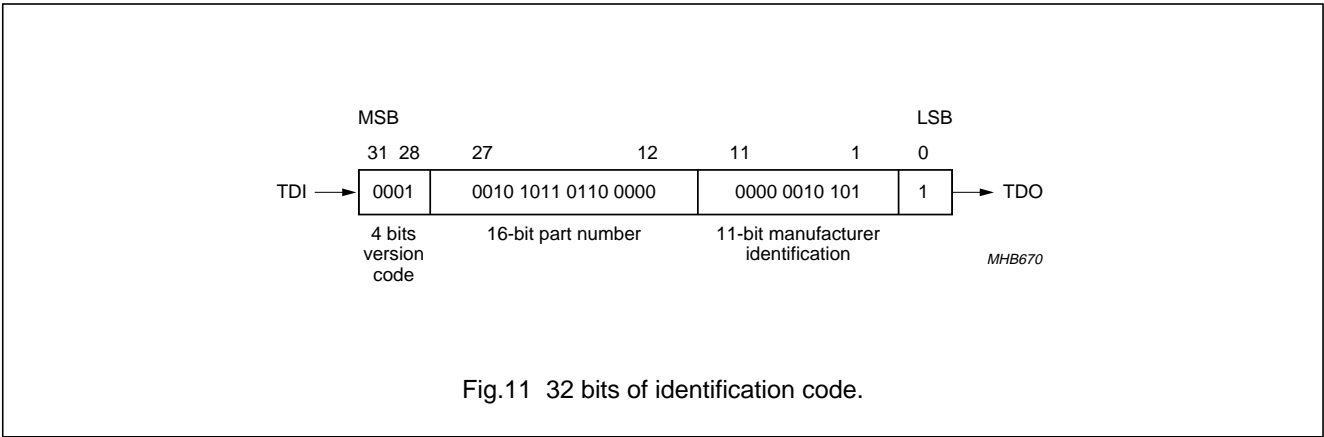 MSB LSB
31 28 27 12 11 1 0
TDI 0001 0010 1011 0110 0000 0000 0010 101 1 TDO
4 bits 16-bit part number 11-bit manufacturer
version identification
code
MHB670
Fig.11 32 bits of identification code.